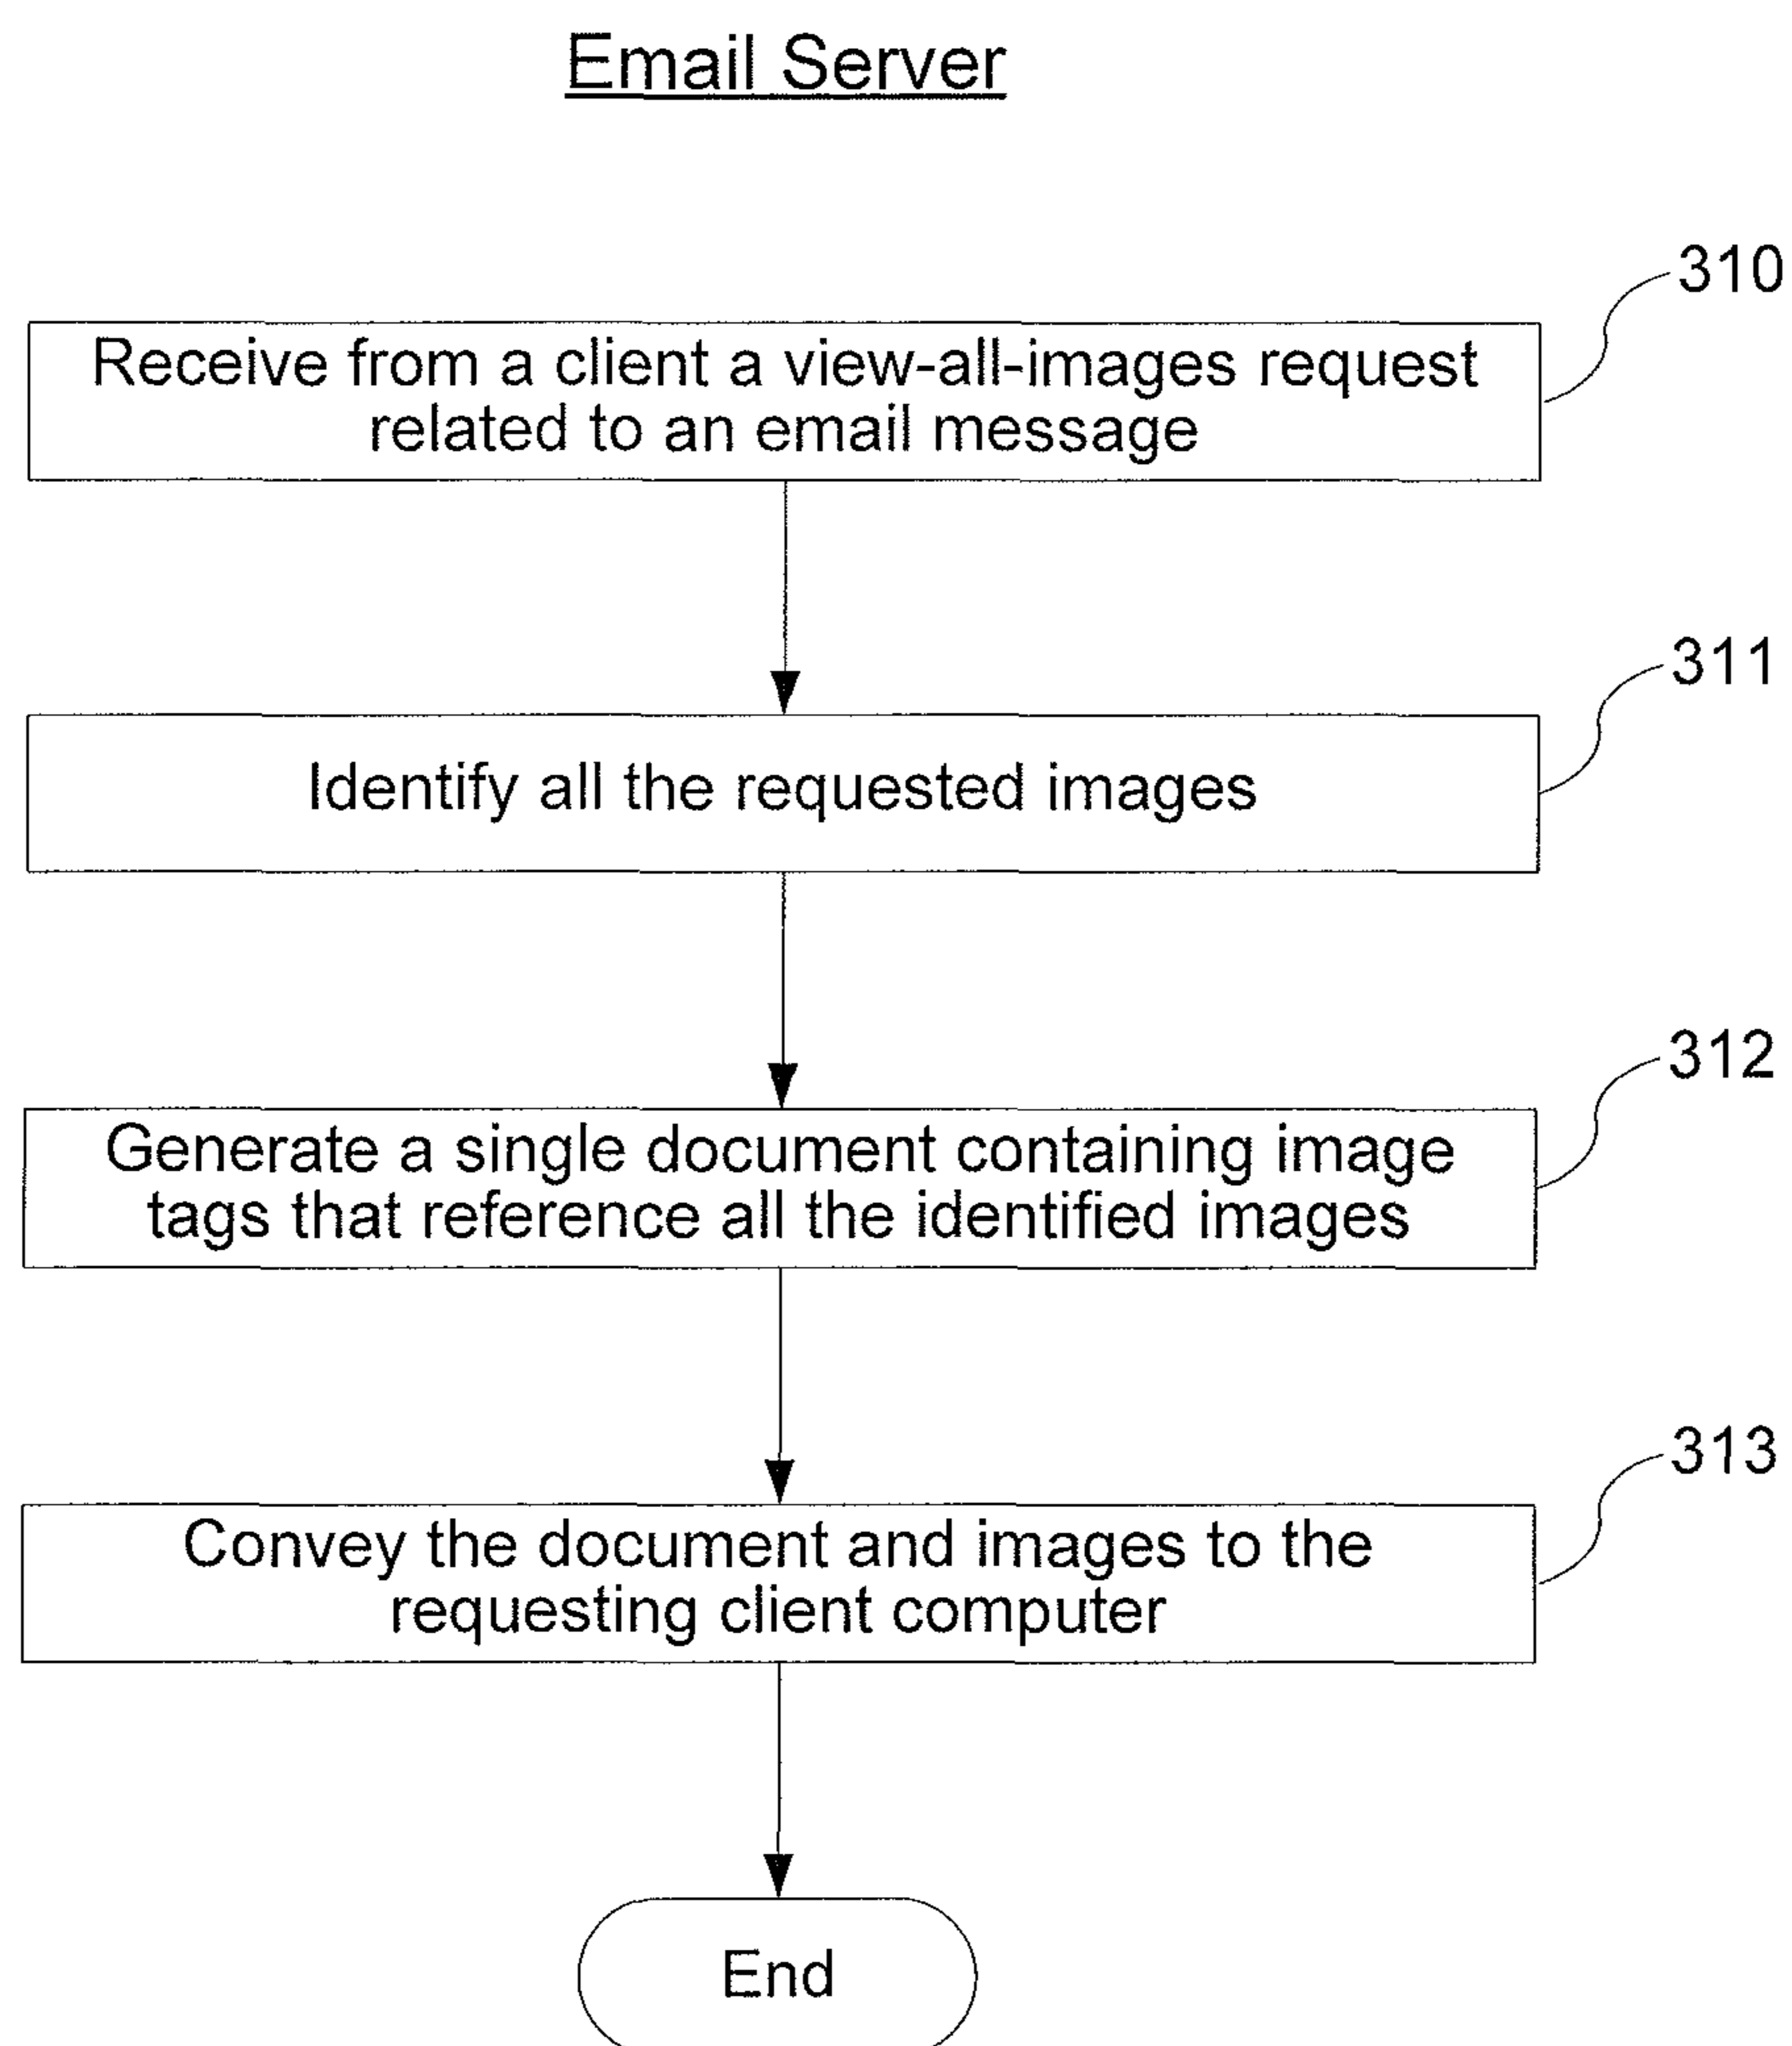 Email Server
310
Receive from a client a view-all-images request
related to an email message
311
Identify all the requested images
312
Generate a single document containing image
tags that reference all the identified images
313
Convey the document and images to the
requesting client computer
End